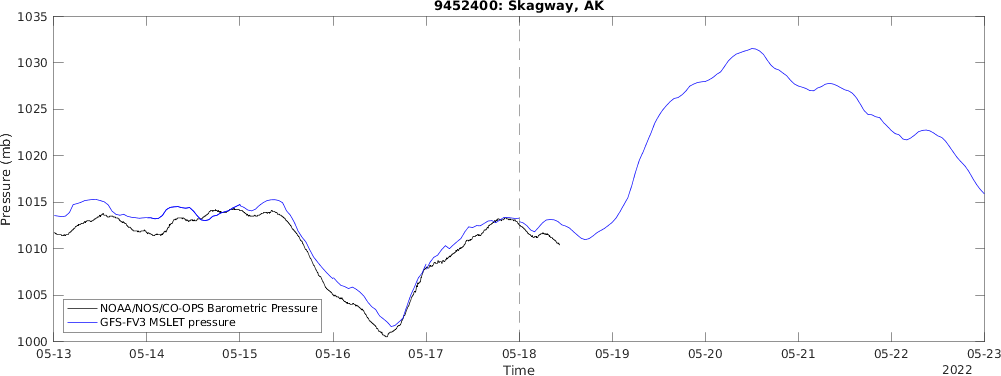 9452400: Skagway, AK
Pressure (mb)
1035
1030
1025
1020
1015
1010
1005
1000
NOAA/NOS/CO-OPS Barometric Pressure
GFS-FV3 MSLET pressure
05-13 05-14 05-15 05-16 05-17 05-18 05-19 05-20 05-21 05-22 05-23
Time
2022